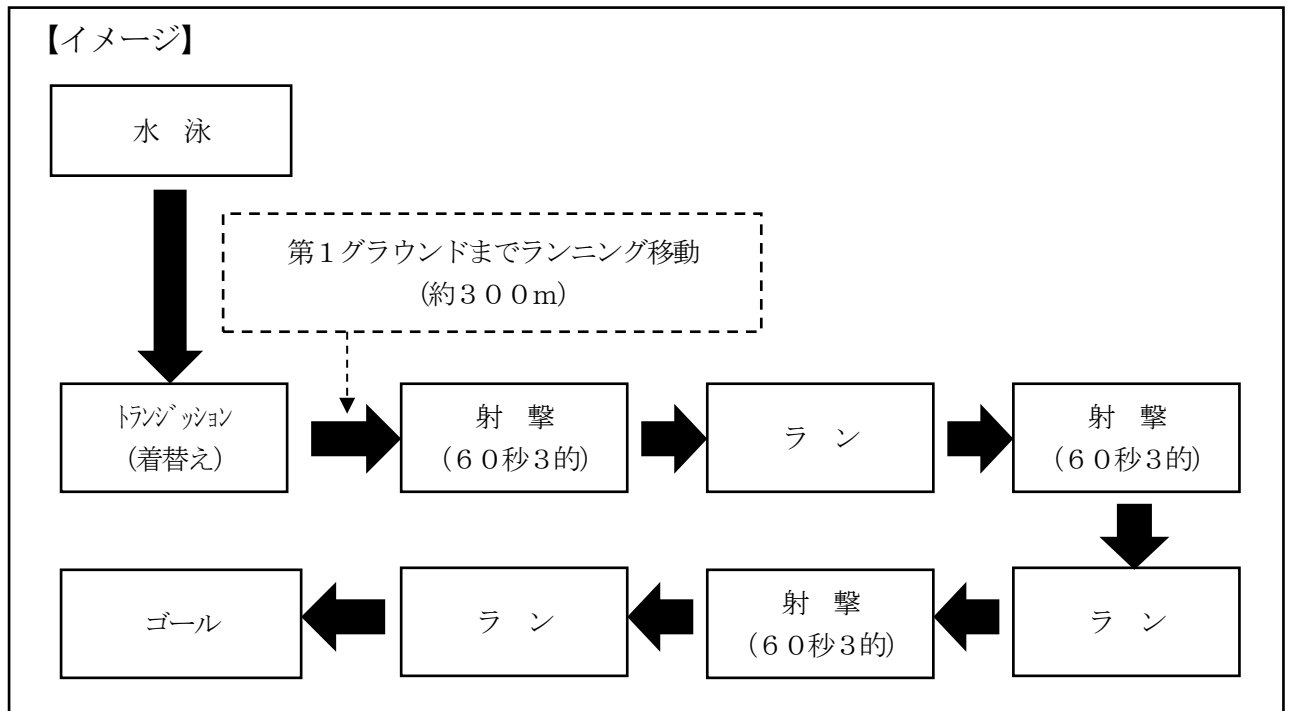 【イメージ】
水　泳
第１グラウンドまでランニング移動
(約３００ｍ)
ﾄﾗﾝｼﾞｯｼｮﾝ
(着替え)
射　撃
(６０秒３的)
ラ　ン
射　撃
(６０秒３的)
ゴール
ラ　ン
射　撃
(６０秒３的)
ラ　ン